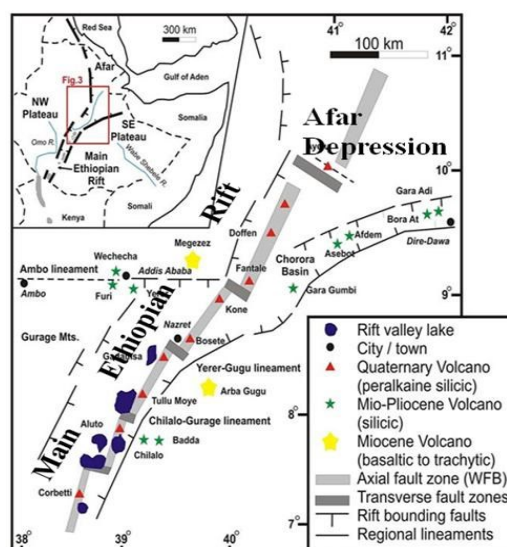 Red Sea
300 km
Afar
Fig.3
Gulf of Aden
NW
Plateau
SE
Plateau
Somalia
Omo R.
Wabe Shebele R.
Main
Ethiopian
Rift
Somali
Kenya
41
42
100 km
11
Afar
Depression
10
Rift
Gara Adi
Bora At
Dire-Dawa
Doffen
Afdem
Asebot
Megezez
Wechecha
Ambo lineament
Addis Ababa
Fantale
Chorora
Basin
Ambo
Furi
Gara Gumbi
9
Kone
Ethiopian
Gurage Mts.
Nazret
Bosete
Yerer-Gugu lineament
Arba Gugu
Tullu Moye
8
Chilalo-Gurage lineament
Main
Aluto
Badda
Chilalo
Corbetti
7
38
39
40
Rift valley lake
City / town
Quaternary Volcano
(peralkaine silicic)
Mio-Pliocene Volcano
(silicic)
Miocene Volcano
(basaltic to trachytic)
Axial fault zone (WFB)
Transverse fault zones
Rift bounding faults
Regional lineaments